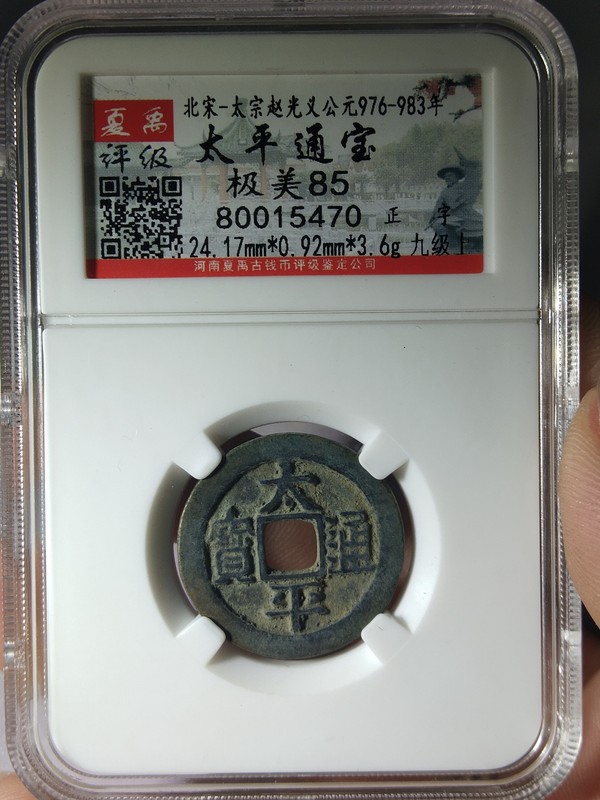 夏禹
评级
北宋-太宗赵光义公元976-983年
太平通宝
极美85
80015470 正字
24.17mm*0.92mm*3.6g 九级上
河南夏禹古钱币评级鉴定公司
太
平
通
寶